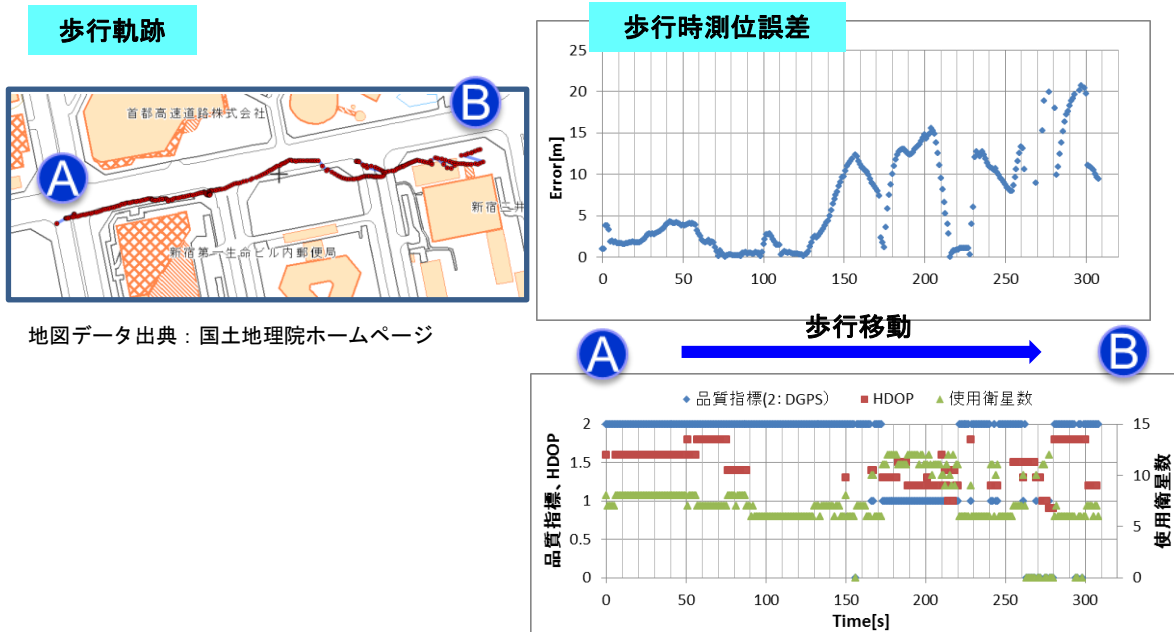 歩行軌跡
首都高速道路株式会社
B
A
新宿三井
新宿第一生命ビル内郵便局
地図データ出典：国土地理院ホームページ
歩行時測位誤差
25
20
15
10
5
0
Error[m]
0 50 100 150 200 250 300
歩行移動
A
B
品質指標(2: DGPS) HDOP 使用衛星数
2
1.5
1
0.5
0
品質指標、HDOP
15
10
5
0
使用衛星数
0 50 100 150 200 250 300
Time[s]